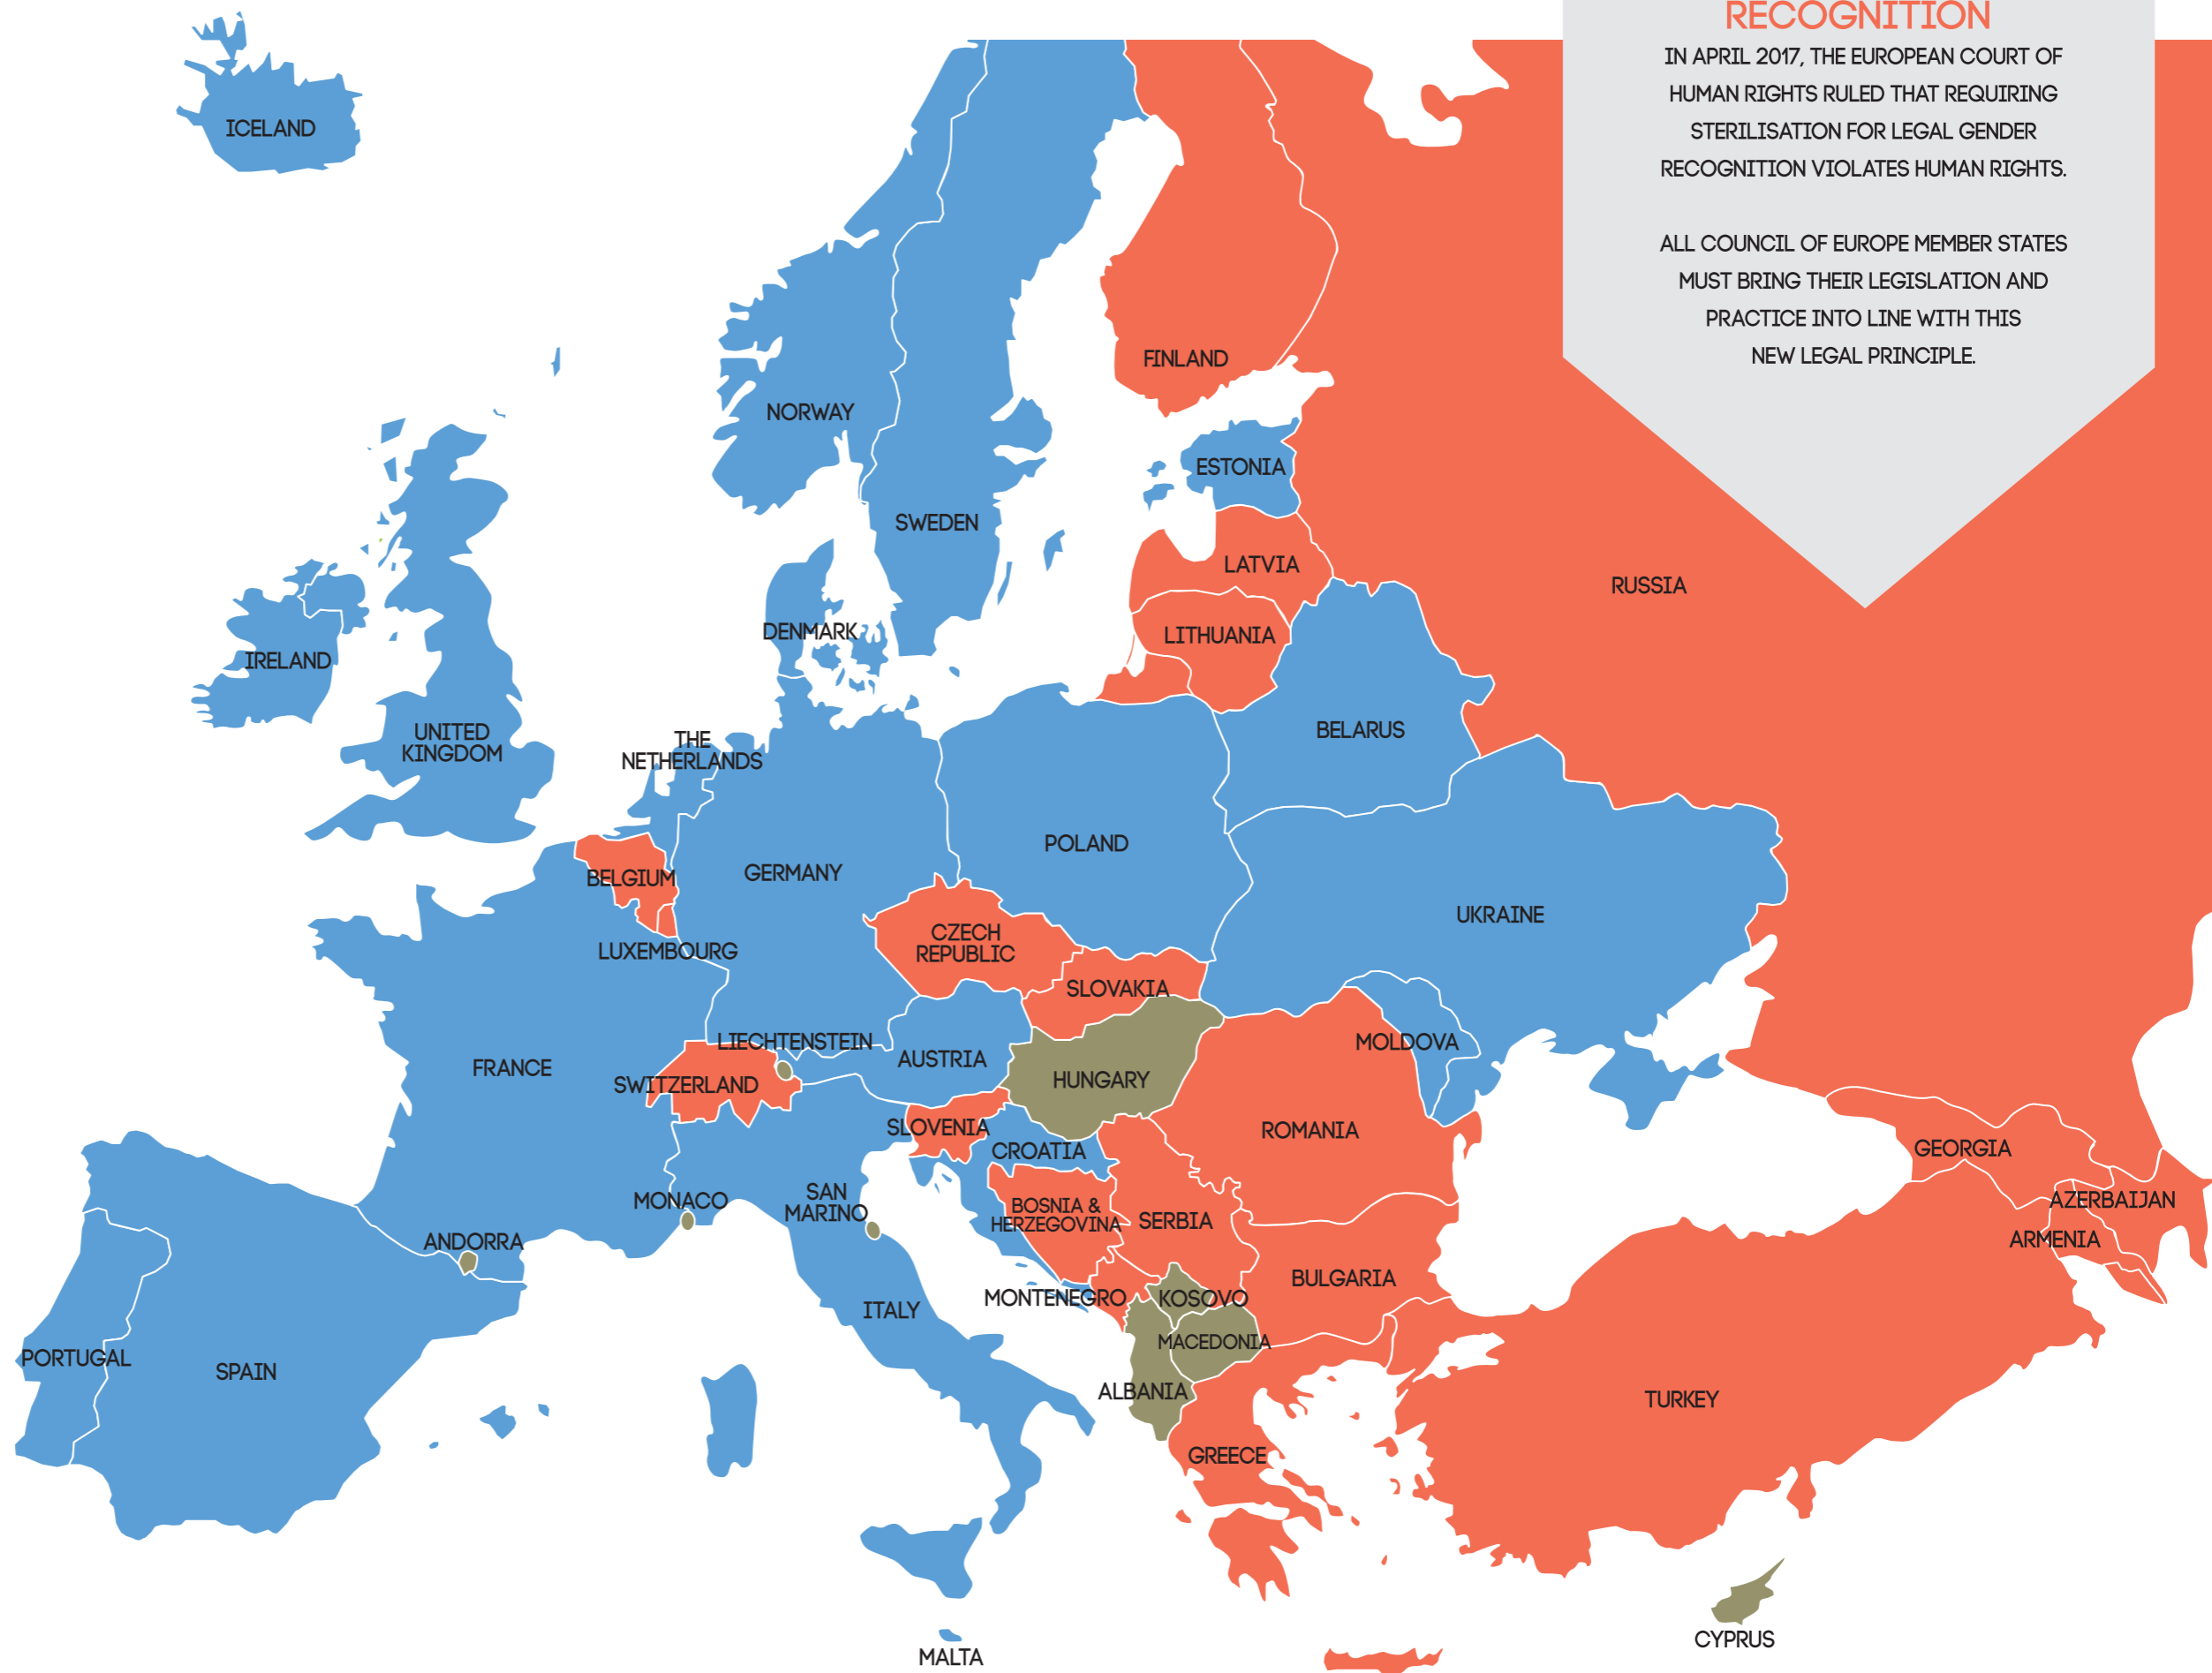 RECOGNITION
IN APRIL 2017, THE EUROPEAN COURT OF
HUMAN RIGHTS RULED THAT REQUIRING
STERILISATION FOR LEGAL GENDER
RECOGNITION VIOLATES HUMAN RIGHTS.
ALL COUNCIL OF EUROPE MEMBER STATES
MUST BRING THEIR LEGISLATION AND
PRACTICE INTO LINE WITH THIS
NEW LEGAL PRINCIPLE.
ICELAND
FINLAND
NORWAY
ESTONIA
SWEDEN
LATVIA
RUSSIA
DENMARK
LITHUANIA
IRELAND
UNITED
KINGDOM
BELARUS
THE
NETHERLANDS
POLAND
GERMANY
BELGIUM
UKRAINE
CZECH
REPUBLIC
LUXEMBOURG
SLOVAKIA
LIECHTENSTEIN
MOLDOVA
AUSTRIA
FRANCE
HUNGARY
SWITZERLAND
SLOVENIA
ROMANIA
CROATIA
GEORGIA
SAN
MARINO
MONACO
BOSNIA &
HERZEGOVINA
SERBIA
AZERBAIJAN
ANDORRA
ARMENIA
BULGARIA
MONTENEGRO
KOSOVO
ITALY
MACEDONIA
PORTUGAL
SPAIN
ALBANIA
TURKEY
GREECE
CYPRUS
MALTA